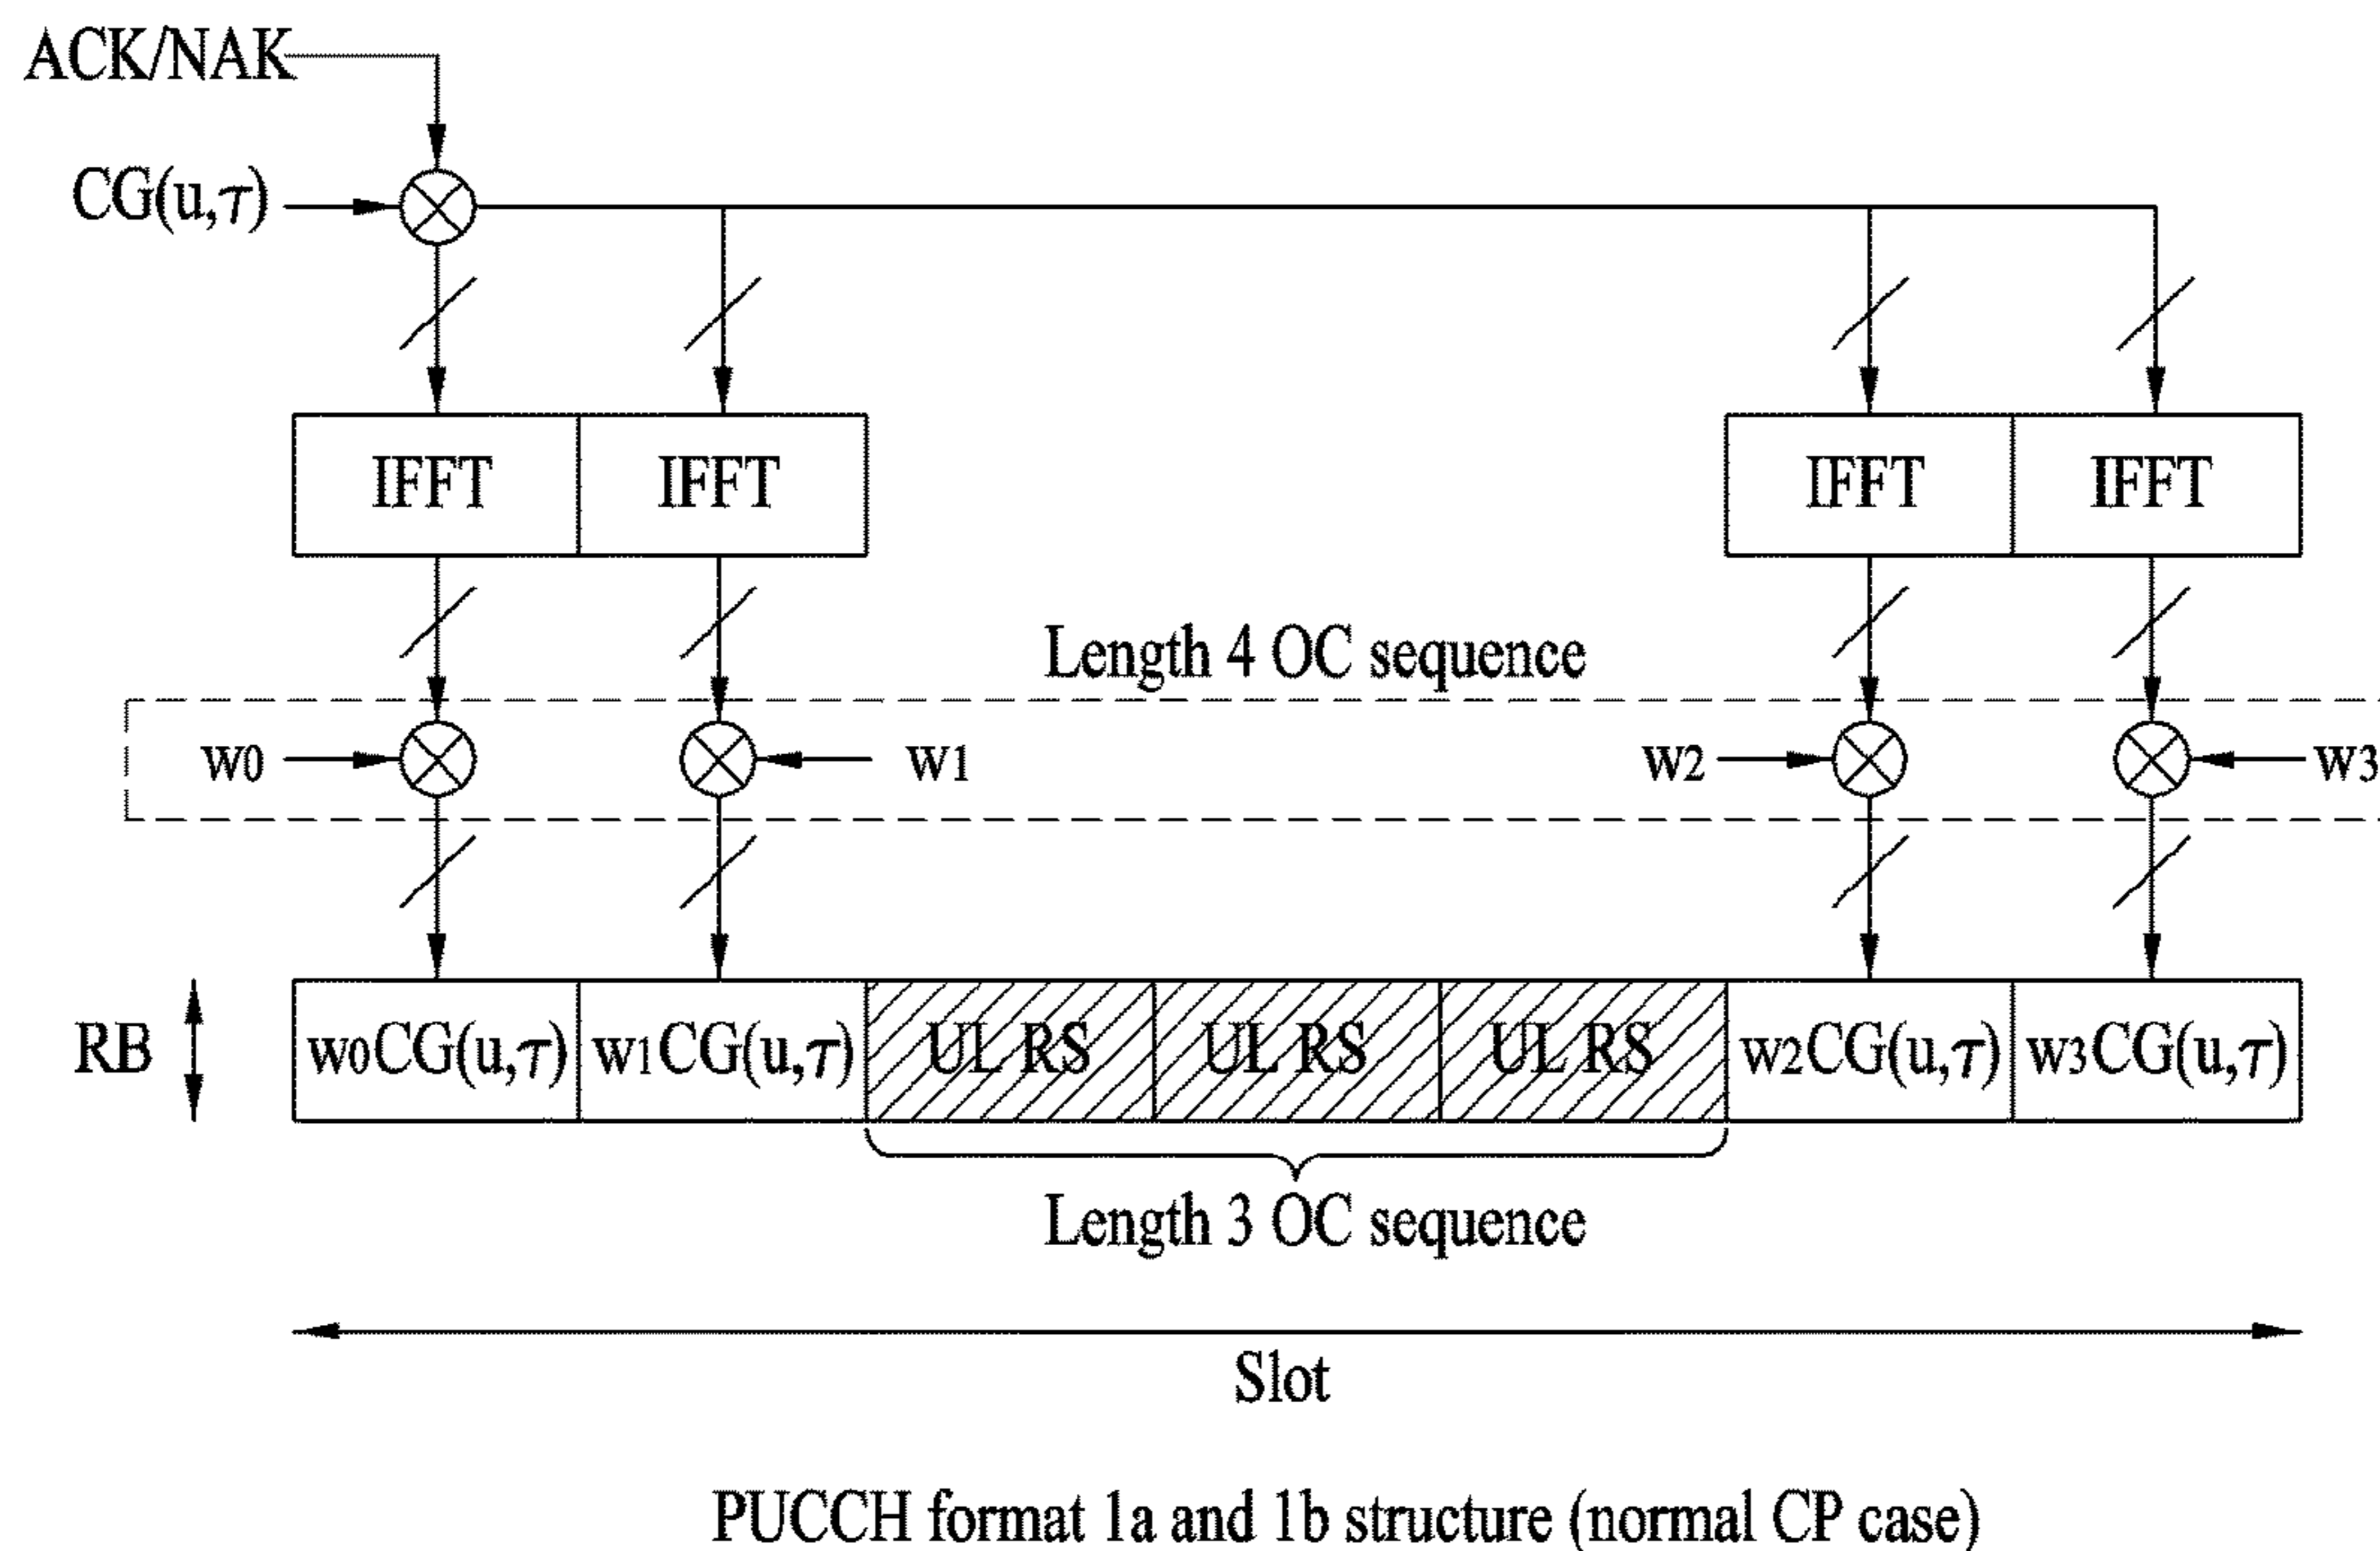 ACK/NAK
CG(u,τ)
IFFT IFFT IFFT IFFT
Length 4 OC sequence
w0 w1 w2 w3
RB w0CG(u,τ) w1CG(u,τ) UL RS UL RS UL RS w2CG(u,τ) w3CG(u,τ)
Length 3 OC sequence
Slot
PUCCH format 1a and 1b structure (normal CP case)